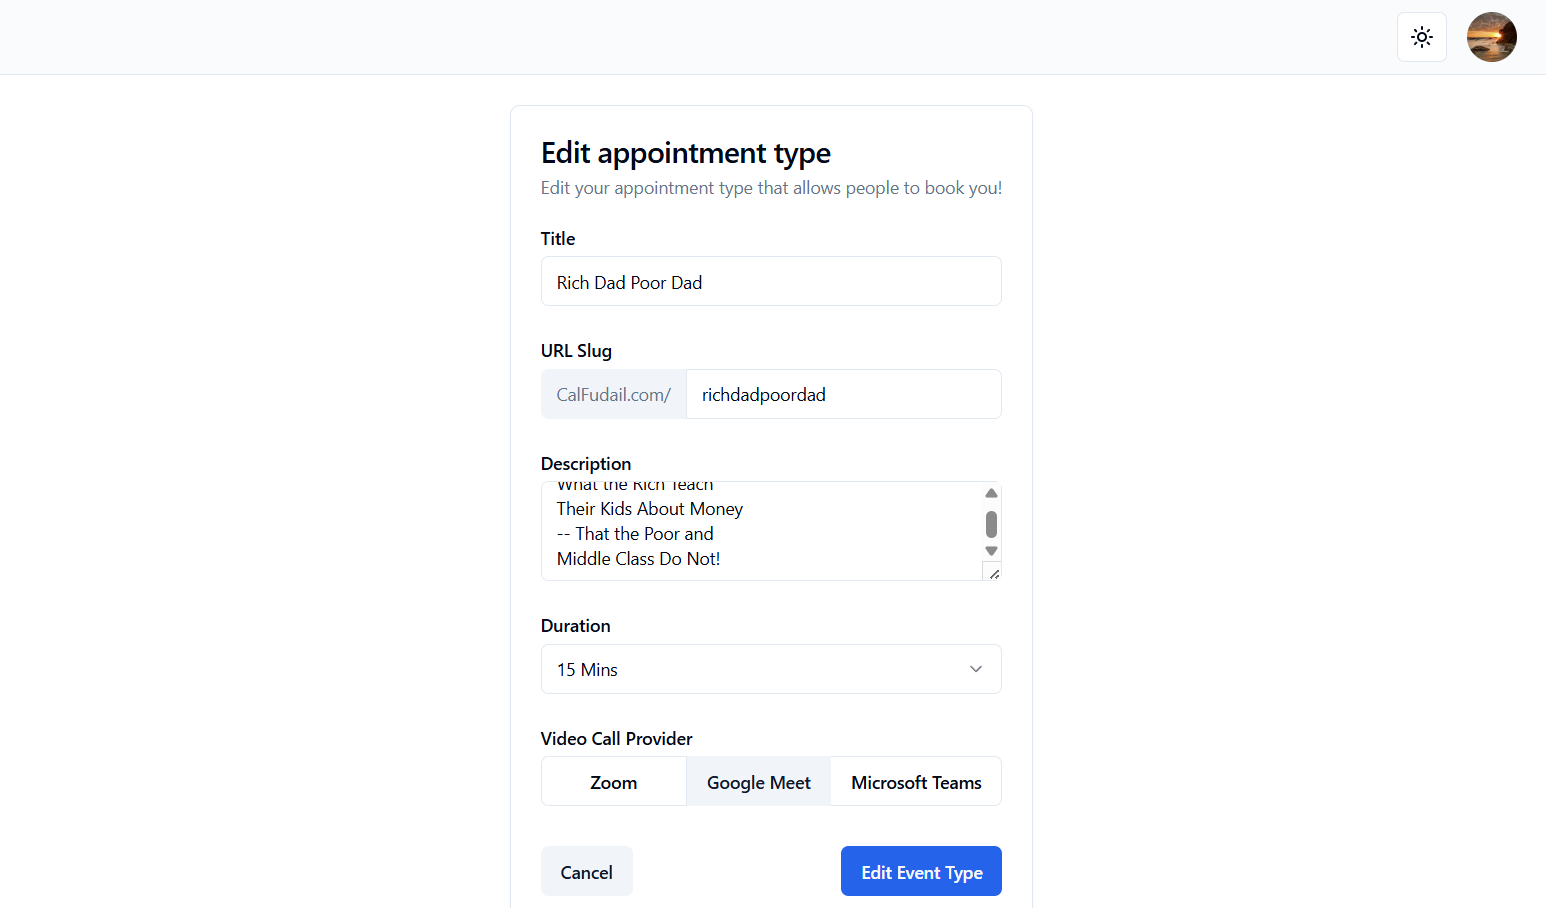 Edit appointment type
Edit your appointment type that allows people to book you!
Title
Rich Dad Poor Dad
URL Slug
CalFudail.com/ richdadpoordad
Description
What the Rich Teach
Their Kids About Money
-- That the Poor and
Middle Class Do Not!
Duration
15 Mins
Video Call Provider
Zoom Google Meet Microsoft Teams
Cancel Edit Event Type